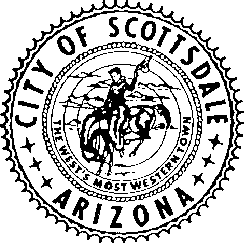 CITY OF SCOTTSDALE
THE WEST'S MOST WESTERN TOWN
ARIZONA